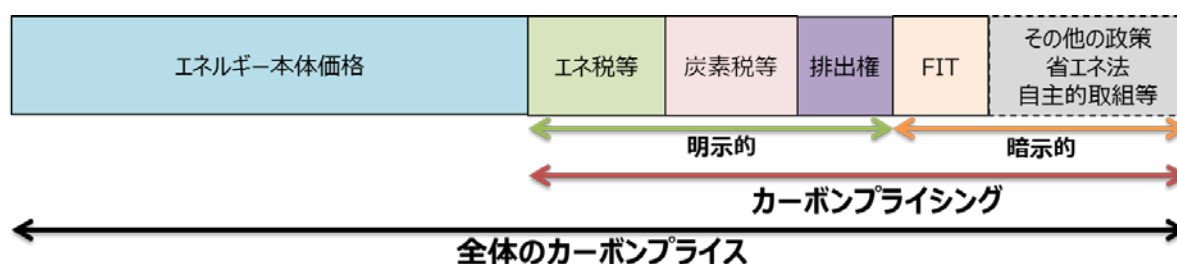 エネルギー本体価格
エネ税等
炭素税等
排出権
FIT
その他の政策
省エネ法
自主的取組等
明示的
暗示的
カーボンプライシング
全体のカーボンプライス